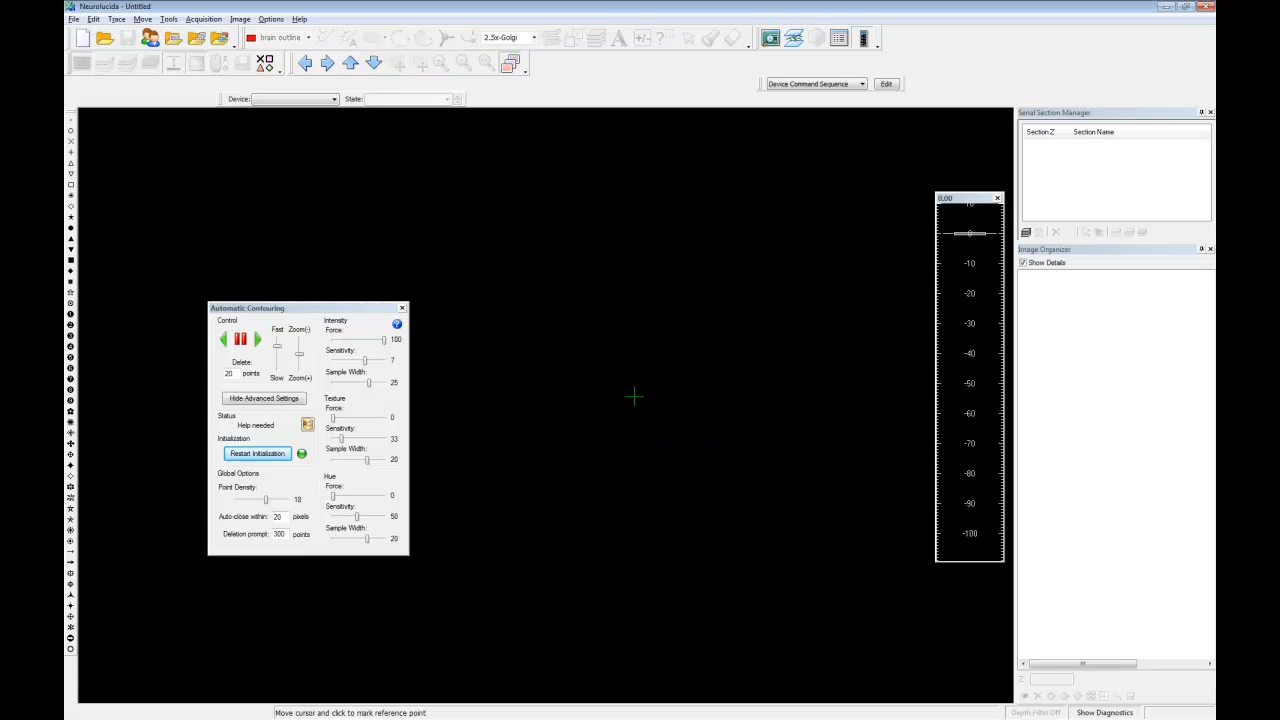 Neurolucida - Untitled
File Edit Trace Move Tools Acquisition Image Options Help
brain outline
2.5x-Golgi
Device Command Sequence Edit
Device: State:
Serial Section Manager
Section Z Section Name
0.00
10
0
-10
-20
-30
-40
-50
-60
-70
-80
-90
-100
Image Organizer
Show Details
Automatic Contouring
Control
Fast Zoom(-)
Delete:
20 points
Slow Zoom(+)
Hide Advanced Settings
Status
Help needed
Initialization
Restart Initialization
Global Options
Point Density:
18
Auto-close within: 20 pixels
Deletion prompt: 300 points
Intensity
Force:
100
Sensitivity:
7
Sample Width:
25
Texture
Force:
0
Sensitivity:
33
Sample Width:
20
Hue
Force:
0
Sensitivity:
50
Sample Width:
20
Z
Move cursor and click to mark reference point
Depth Filter Off Show Diagnostics